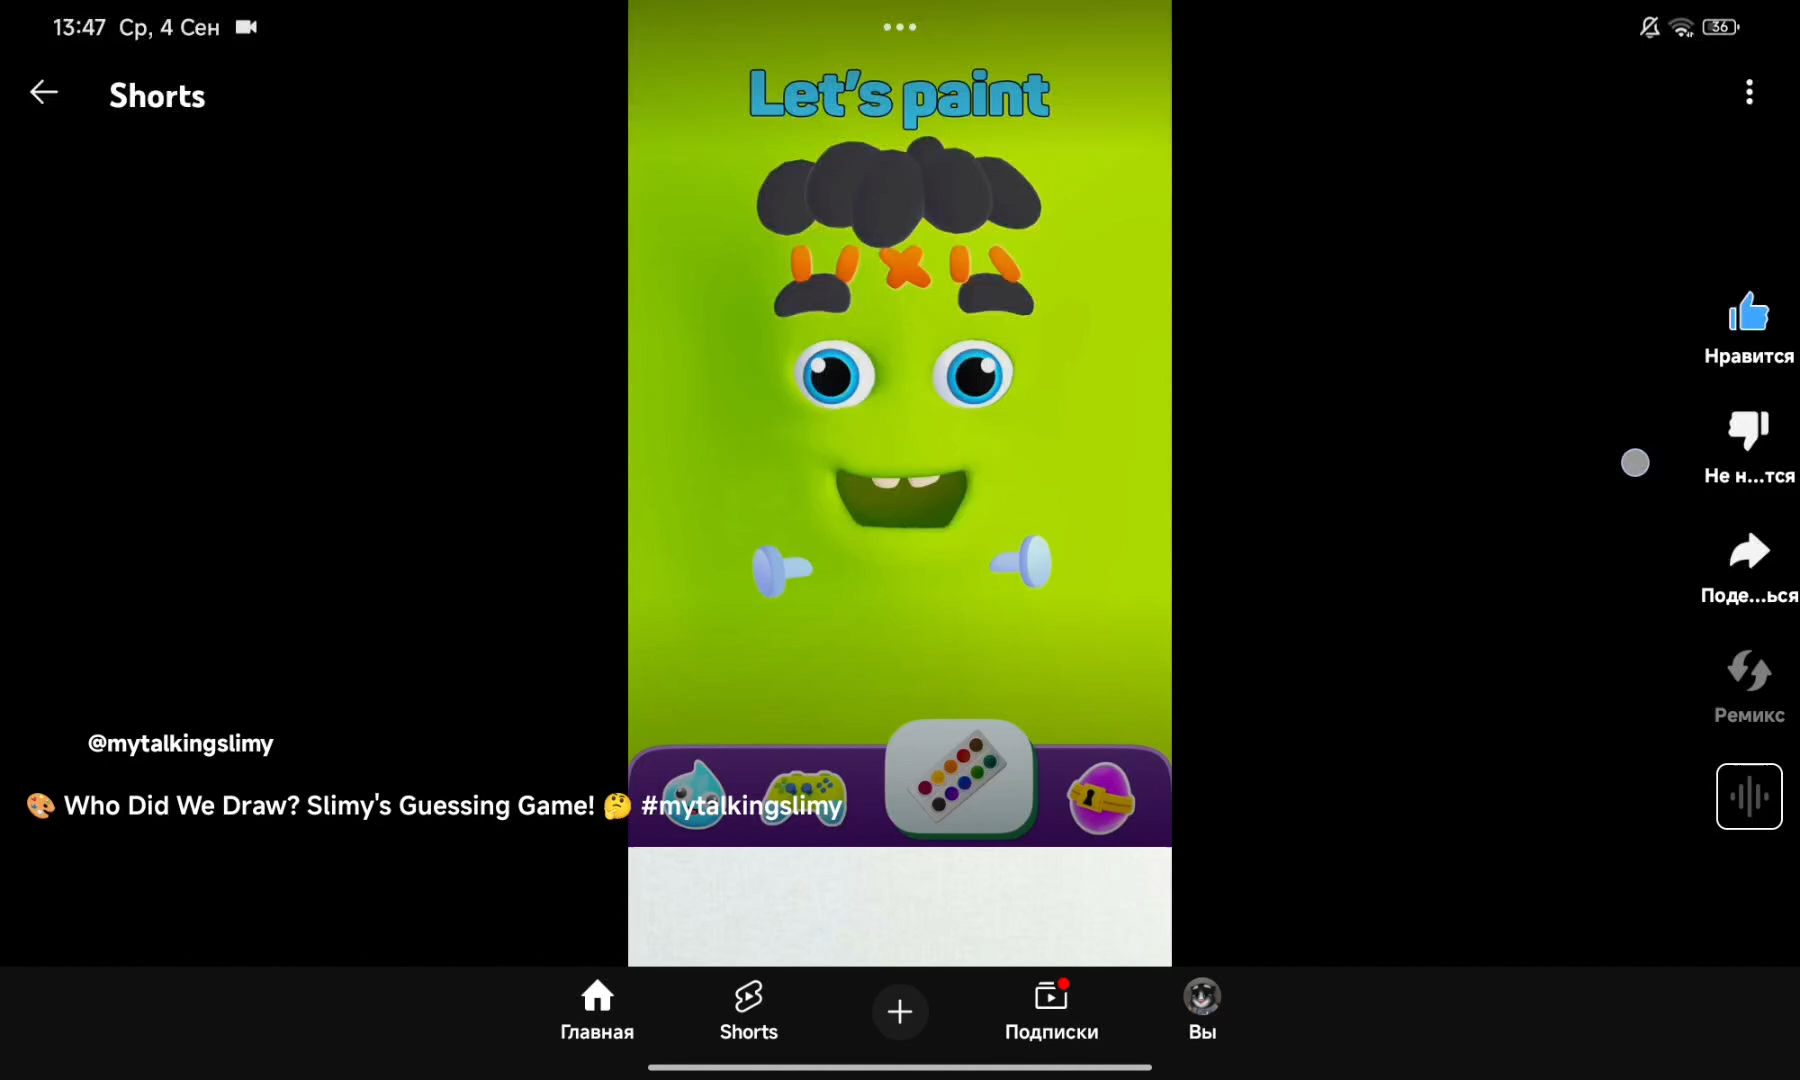 13:47 Ср, 4 Сен
36
Shorts
Let's paint
Нравится
Не н...тся
Поде...ься
Ремикс
@mytalkingslimy
🎨 Who Did We Draw? Slimy's Guessing Game! 🤔 #mytalkingslimy
Главная
Shorts
Подписки
Вы